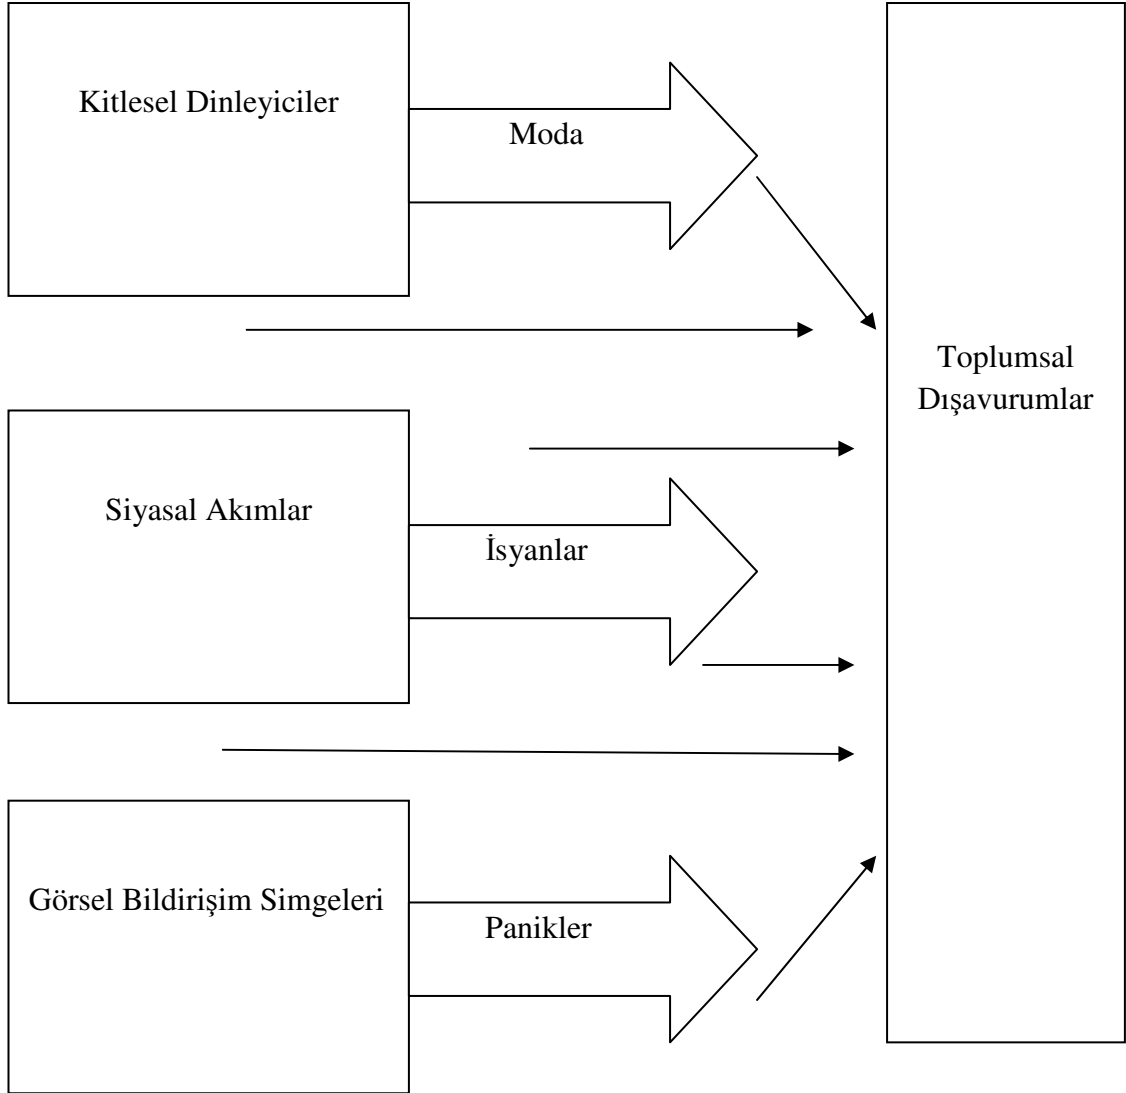 Kitlesel Dinleyiciler
Moda
Toplumsal
Dışavurumlar
Siyasal Akımlar
İsyanlar
Görsel Bildirişim Simgeleri
Panikler